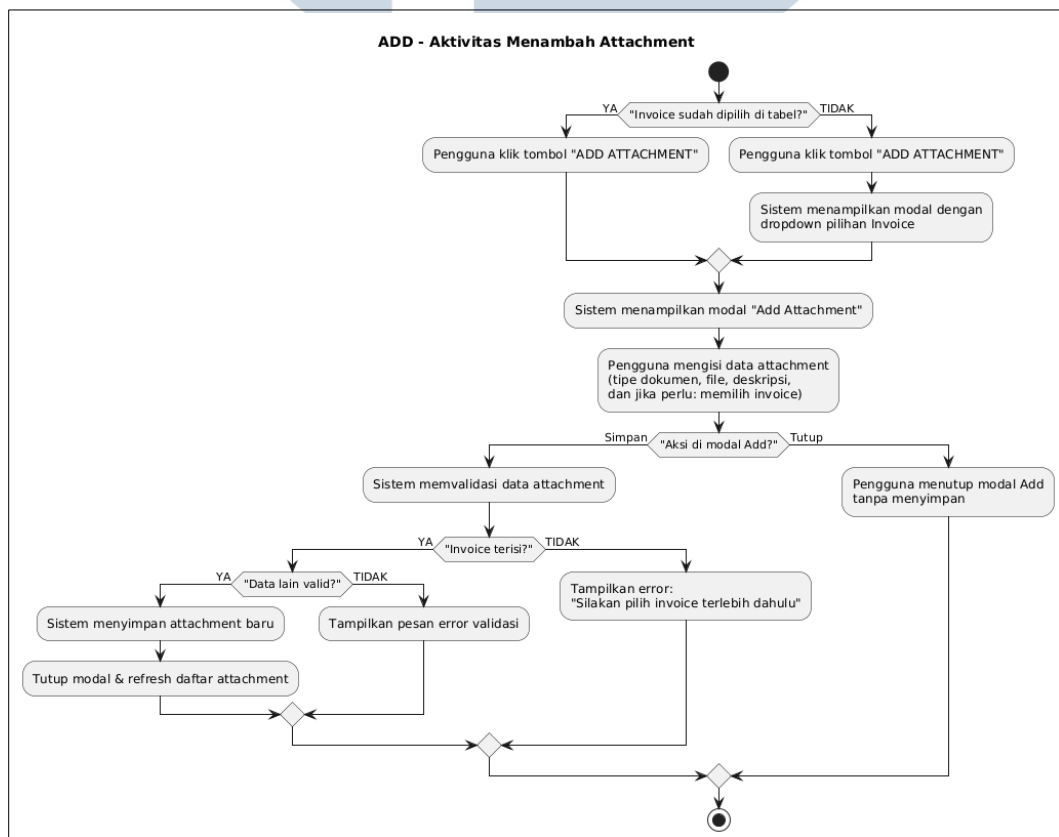 ADD - Aktivitas Menambah Attachment
YA
"Invoice sudah dipilih di tabel?"
TIDAK
Pengguna klik tombol "ADD ATTACHMENT"
Pengguna klik tombol "ADD ATTACHMENT"
Sistem menampilkan modal dengan
dropdown pilihan Invoice
Sistem menampilkan modal "Add Attachment"
Pengguna mengisi data attachment
(tipe dokumen, file, deskripsi,
dan jika perlu: memilih invoice)
Simpan
"Aksi di modal Add?"
Tutup
Sistem memvalidasi data attachment
Pengguna menutup modal Add
tanpa menyimpan
YA
"Invoice terisi?"
TIDAK
YA
"Data lain valid?"
TIDAK
Tampilkan error:
"Silakan pilih invoice terlebih dahulu"
Sistem menyimpan attachment baru
Tampilkan pesan error validasi
Tutup modal & refresh daftar attachment